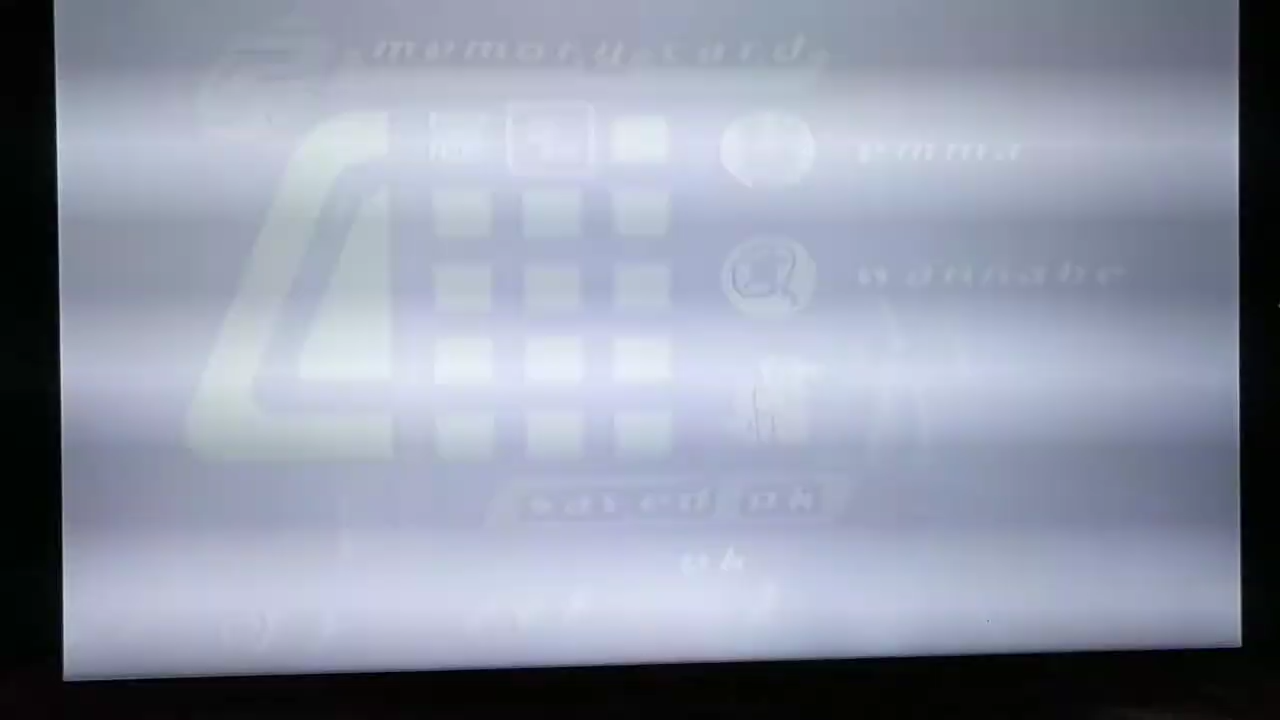 memory card
emma
wannabe
saved ok
ok